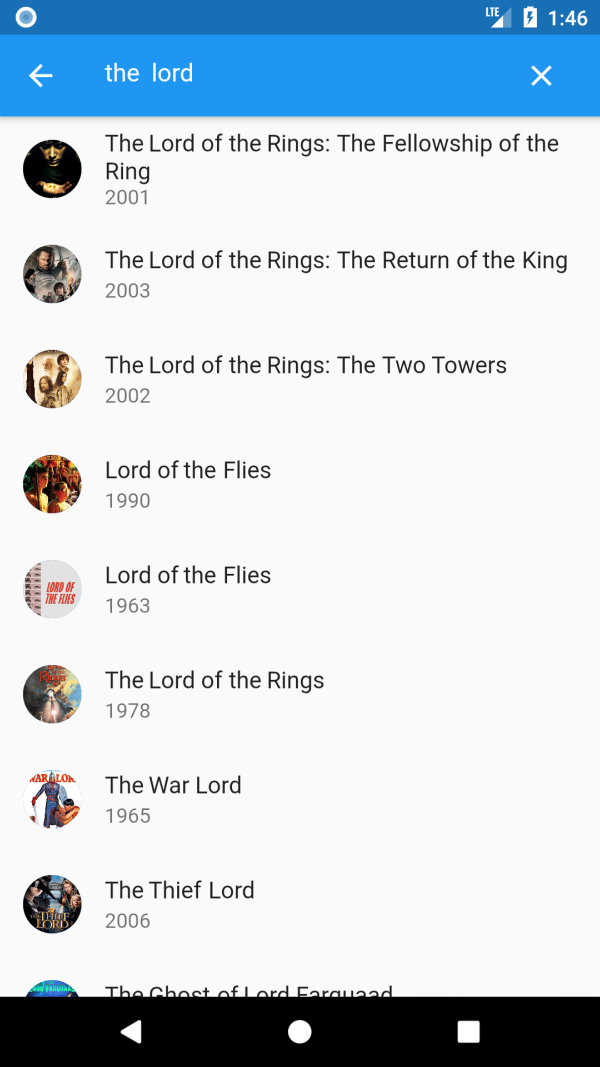 LTE 1:46
the lord
The Lord of the Rings: The Fellowship of the
Ring
2001
The Lord of the Rings: The Return of the King
2003
The Lord of the Rings: The Two Towers
2002
Lord of the Flies
1990
LORD OF
THE FLIES
Lord of the Flies
1963
Rings
The Lord of the Rings
1978
WAR LORD
The War Lord
1965
THIEF
LORD
The Thief Lord
2006
The Ghost of Lord Farquaad